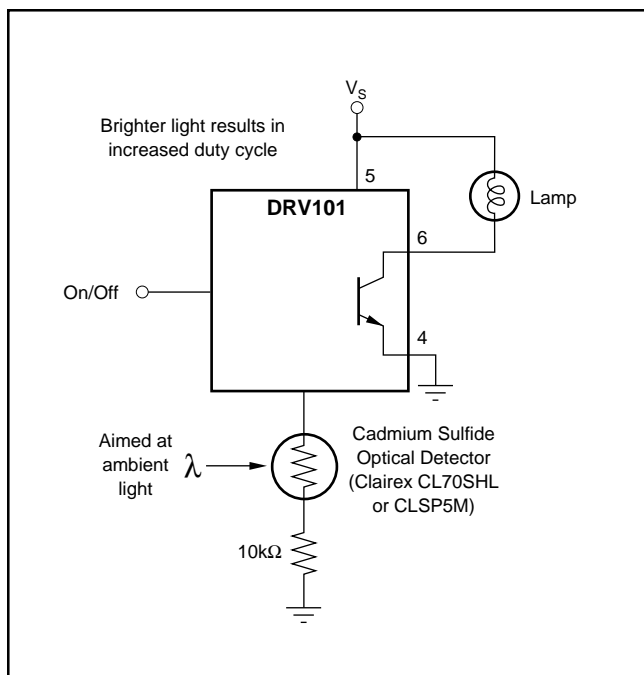 V_S
Brighter light results in
increased duty cycle
5
DRV101
Lamp
6
On/Off
4
Aimed at
ambient
light
λ
Cadmium Sulfide
Optical Detector
(Clairex CL70SHL
or CLSP5M)
10kΩ